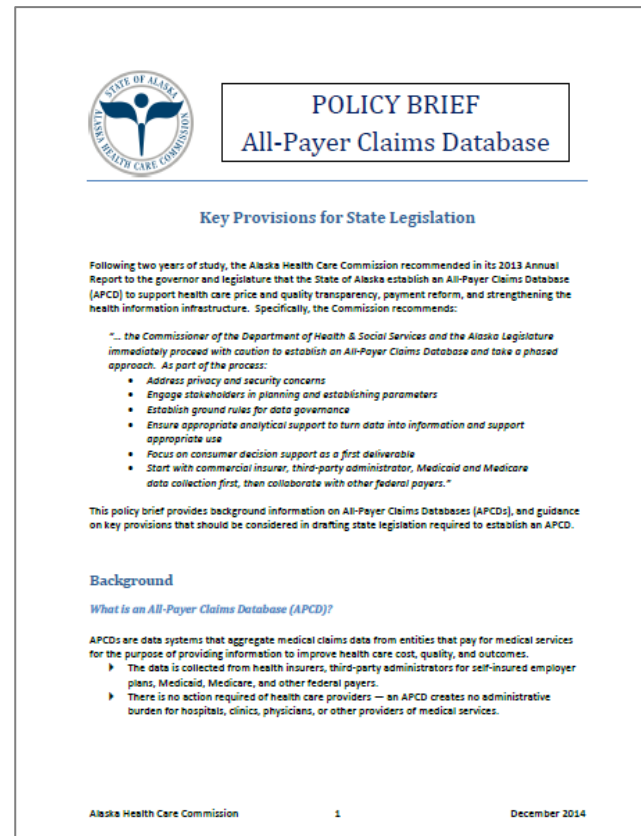 STATE OF ALASKA
ALASKA HEALTH CARE COMMISSION
POLICY BRIEF
All-Payer Claims Database
Key Provisions for State Legislation
Following two years of study, the Alaska Health Care Commission recommended in its 2013 Annual
Report to the governor and legislature that the State of Alaska establish an All-Payer Claims Database
(APCD) to support health care price and quality transparency, payment reform, and strengthening the
health information infrastructure. Specifically, the Commission recommends:
"... the Commissioner of the Department of Health & Social Services and the Alaska Legislature
immediately proceed with caution to establish an All-Payer Claims Database and take a phased
approach. As part of the process:
• Address privacy and security concerns
• Engage stakeholders in planning and establishing parameters
• Establish ground rules for data governance
• Ensure appropriate analytical support to turn data into information and support
appropriate use
• Focus on consumer decision support as a first deliverable
• Start with commercial insurer, third-party administrator, Medicaid and Medicare
data collection first, then collaborate with other federal payers."
This policy brief provides background information on All-Payer Claims Databases (APCDs), and guidance
on key provisions that should be considered in drafting state legislation required to establish an APCD.
Background
What is an All-Payer Claims Database (APCD)?
APCDs are data systems that aggregate medical claims data from entities that pay for medical services
for the purpose of providing information to improve health care cost, quality, and outcomes.
The data is collected from health insurers, third-party administrators for self-insured employer
plans, Medicaid, Medicare, and other federal payers.
There is no action required of health care providers — an APCD creates no administrative
burden for hospitals, clinics, physicians, or other providers of medical services.
Alaska Health Care Commission 1 December 2014